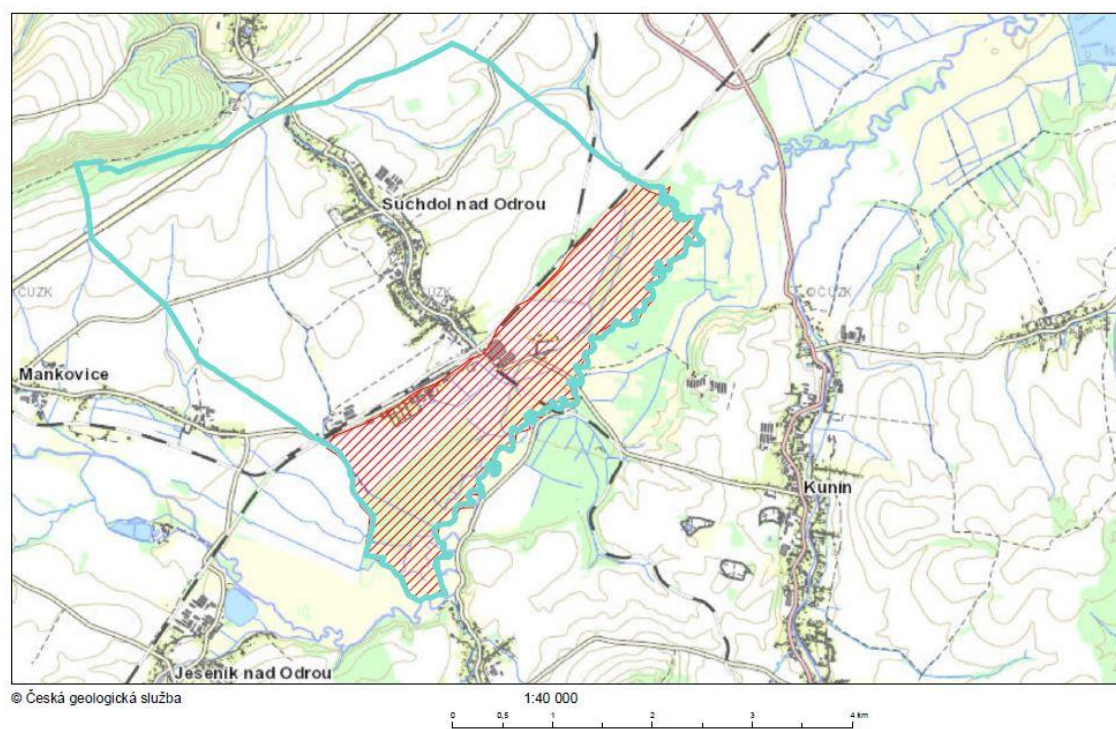 Suchdol nad Odrou
ČÚZK
ČÚZK
©ČÚZK
Mankovice
Kunín
Jeseník nad Odrou
© Česká geologická služba
1:40 000
0 0,5 1 2 3 4 km